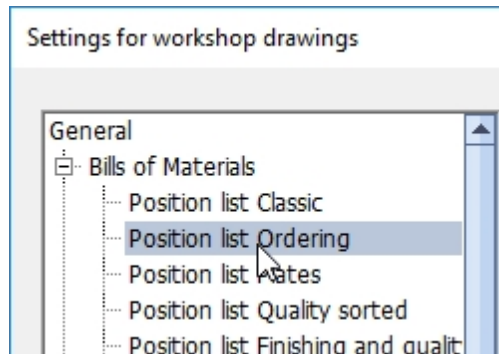 Settings for workshop drawings
General
Bills of Materials
Position list Classic
Position list Ordering
Position list Plates
Position list Quality sorted
Position list Finishing and qualit